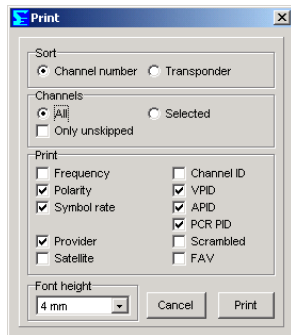 Print
Sort
Channel number Transponder
Channels
All Selected
Only unskipped
Print
Frequency Channel ID
Polarity VPID
Symbol rate APID
PCR PID
Provider Scrambled
Satellite FAV
Font height
4 mm Cancel Print